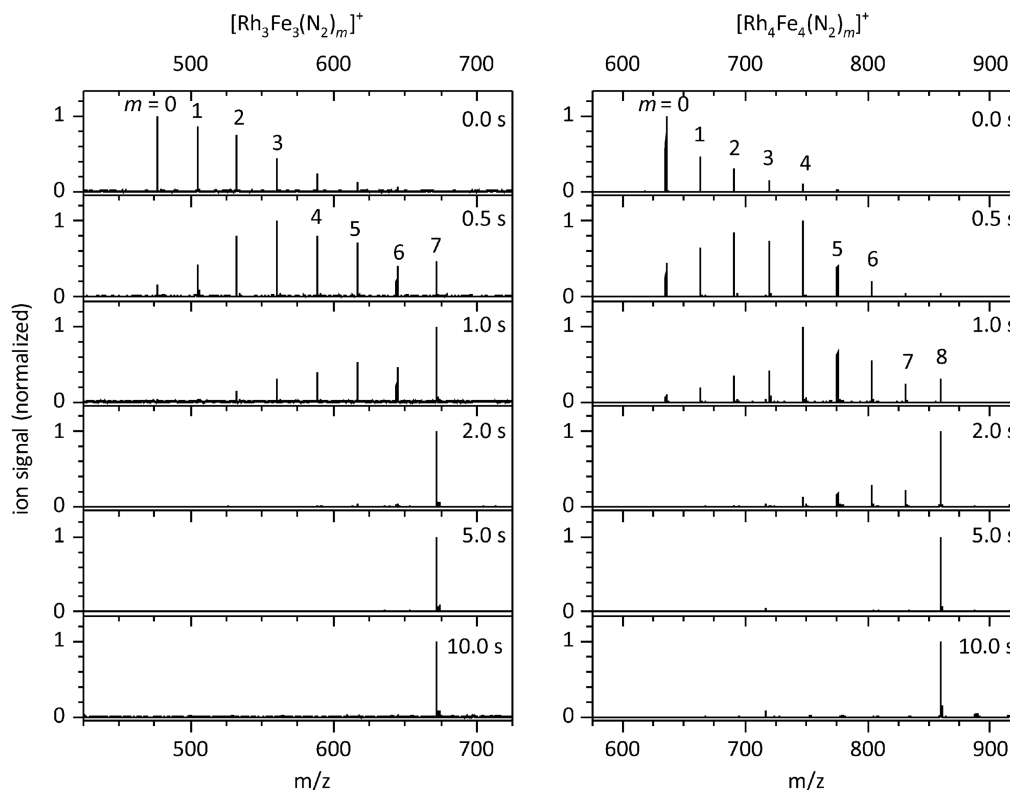 [Rh₃Fe₃(N₂)ₘ]⁺ [Rh₄Fe₄(N₂)ₘ]⁺
500 600 700 600 700 800 900
m = 0 1 2 3 0.0 s m = 0 1 2 3 4 0.0 s
1 1
0 0
4 5 6 7 0.5 s 5 6 0.5 s
1 1
0 0
1.0 s 7 8 1.0 s
1 1
0 0
2.0 s 2.0 s
1 1
0 0
5.0 s 5.0 s
1 1
0 0
10.0 s 10.0 s
1 1
0 0
500 600 700 600 700 800 900
m/z m/z
ion signal (normalized)